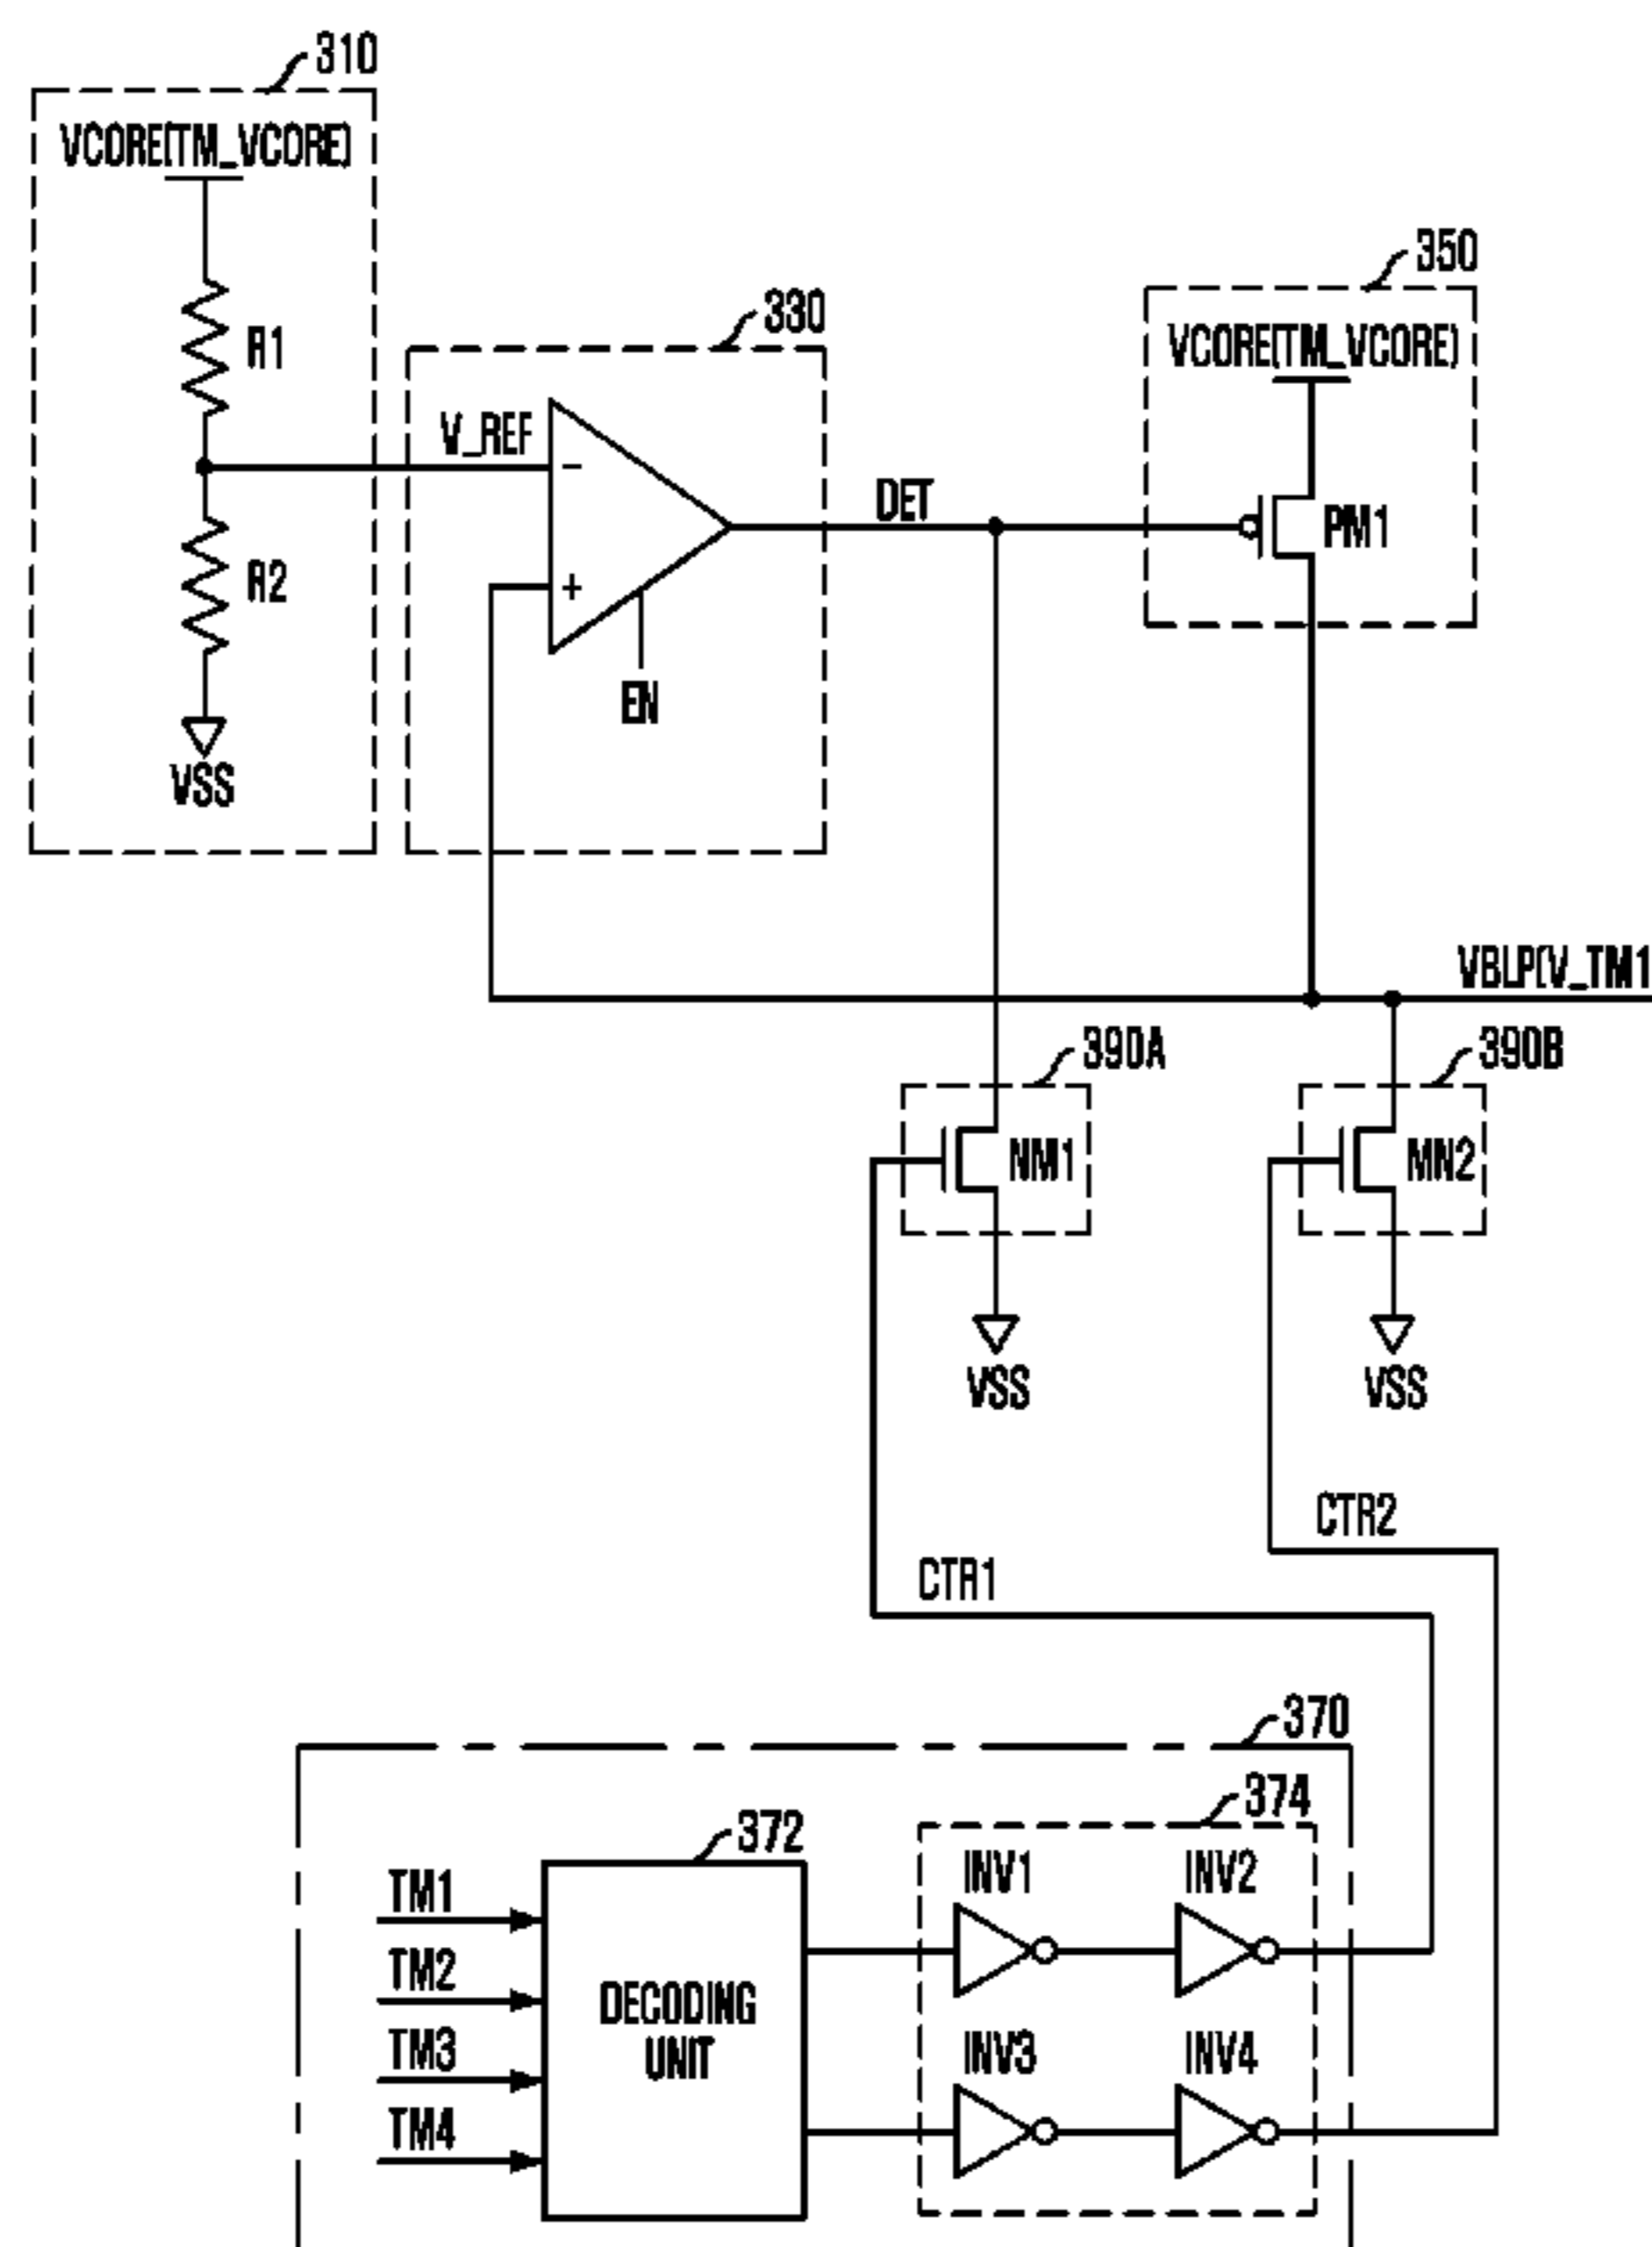 310
VCORE(TM_VCORE)
R1
R2
VSS
330
V_REF
-
+
EN
DET
350
VCORE(TM_VCORE)
PM1
VBLP(V_TM1
390A
NM1
VSS
390B
MN2
VSS
CTR2
CTR1
370
372
374
TM1
TM2
TM3
TM4
DECODING
UNIT
INV1
INV2
INV3
INV4